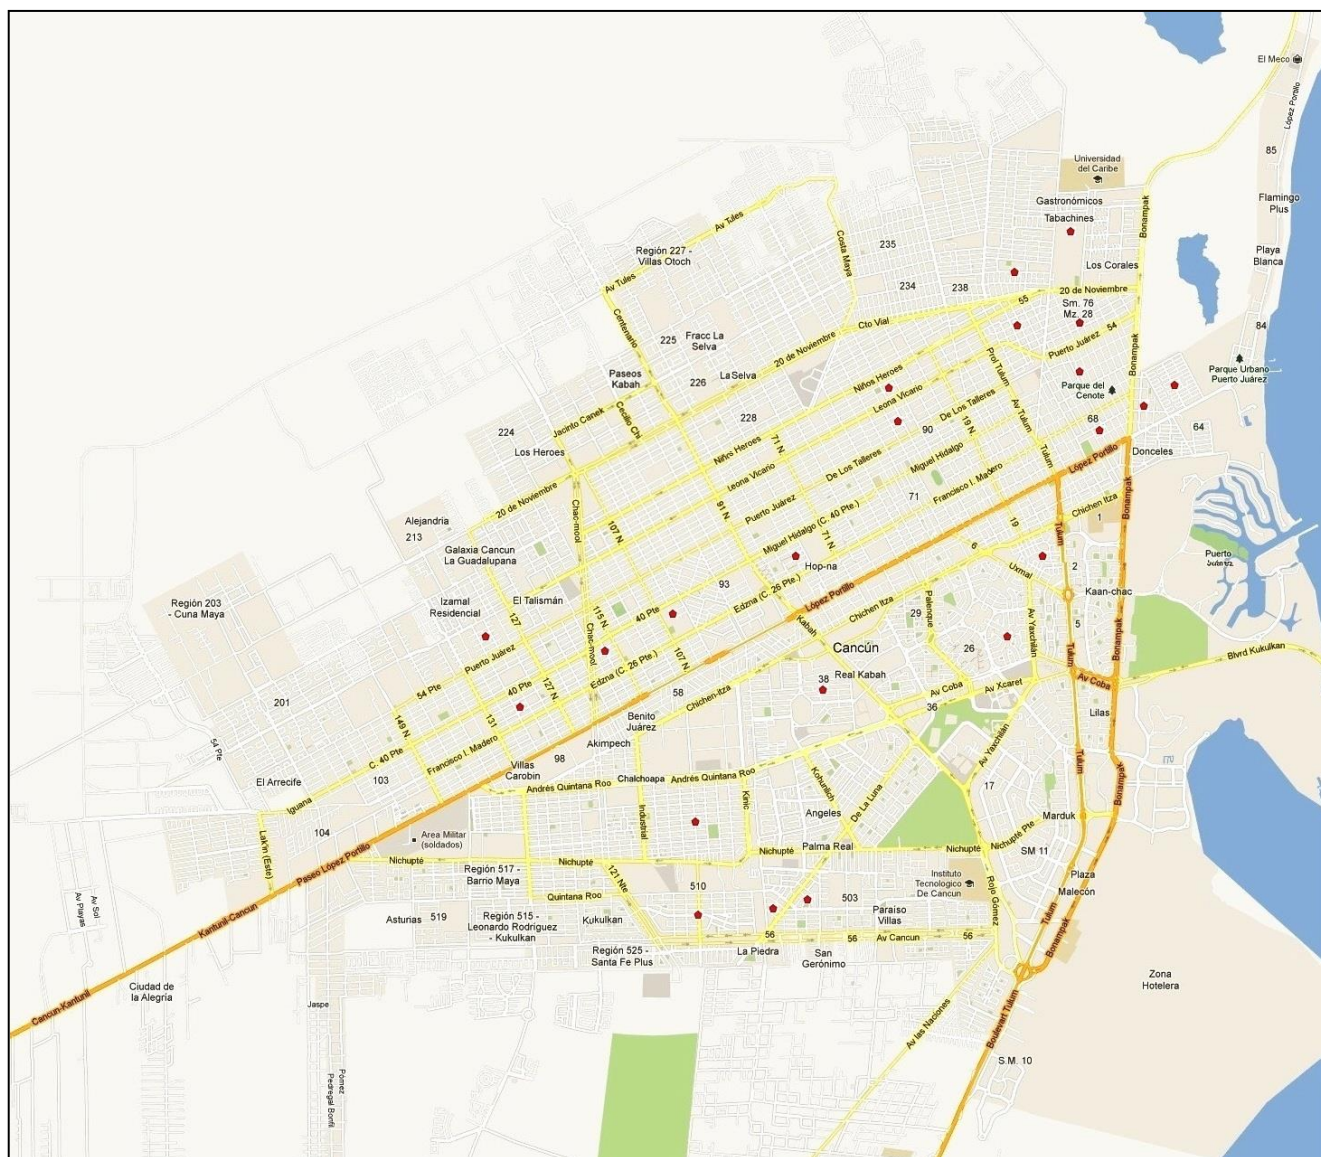 El Meco
López Portillo
85
Universidad
del Caribe
Flamingo
Plus
Gastronómicos
Tabachines
Bonampak
Av Tules
Costa Maya
235
Región 227 -
Villas Otoch
Playa
Blanca
Los Corales
Av Tules
234
238
20 de Noviembre
55
Sm. 76
Mz. 28
Centenario
Cto Vial
54
84
225
Fracc La
Selva
20 de Noviembre
Prol Tulum
Puerto Juárez
Bonampak
Parque Urbano
Puerto Juárez
Paseos
Kabah
226
La Selva
Niños Heroes
Leona Vicario
Parque del
Cenote
Jacinto Canek
Cecilio Chi
228
De Los Talleres
Av Tulum
68
64
224
Los Heroes
Niños Heroes
71 N.
90
19 N.
Donceles
Leona Vicario
De Los Talleres
Miguel Hidalgo
López Portillo
20 de Noviembre
Chac-mool
91 N.
Puerto Juárez
71
Francisco I. Madero
Chichen Itza
Bonampak
Alejandría
213
107 N.
Miguel Hidalgo (C. 40 Pte.)
71 N.
19
Tulum
1
Galaxia Cancun
La Guadalupana
Hop-na
6
Uxmal
2
Puerto
Juárez
Región 203
- Cuna Maya
Izamal
Residencial
El Talismán
93
Edzna (C. 26 Pte.)
Kaan-chac
115 N.
40 Pte
López Portillo
Chichen Itza
Palenque
29
Av Yaxchilán
5
127
Chac-mool
Kabah
Cancún
26
Tulum
Bonampak
Blvrd Kukulkan
Puerto Juárez
Edzna (C. 26 Pte.)
107 N.
38
Real Kabah
Av Coba
Av Xcaret
Av Coba
54 Pte
40 Pte
127 N.
58
Chichen-Itza
36
201
149 N.
131
Benito
Juárez
Lilas
54 Pte
Francisco I. Madero
Akimpech
Av Yaxchilán
Tulum
C. 40 Pte
98
Villas
Carobin
El Arrecife
103
Chalchoapa
Andrés Quintana Roo
Kohunlich
17
Bonampak
Andrés Quintana Roo
Kinic
De La Luna
Iguana
Industrial
Angeles
Marduk
104
Area Militar
(soldados)
Lak'in (Este)
Paseo López Portillo
Nichupté
Nichupté
Nichupté
Palma Real
Nichupté
Nichupté Pte
SM 11
Región 517 -
Barrio Maya
121 Nte
510
Instituto
Tecnologico
De Cancun
Plaza
Malecón
Av Sol
Av Playas
Kantunil-Cancun
Quintana Roo
503
Rojo Gómez
Asturias
519
Región 515 -
Leonardo Rodriguez
- Kukulkan
Kukulkan
Paraíso
Villas
Tulum
Bonampak
56
56
Av Cancun
56
Región 525 -
Santa Fe Plus
La Piedra
San
Gerónimo
Zona
Hotelera
Ciudad de
la Alegría
Jaspe
Cancun-Kantunil
Av las Naciones
Boulevart Tulum
S.M. 10
Pómez
Pedregal Bonfil